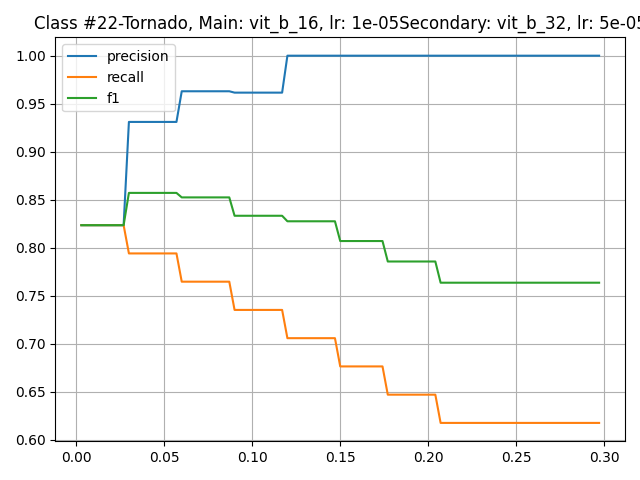 Class #22-Tornado, Main: vit_b_16, lr: 1e-05Secondary: vit_b_32, lr: 5e-05
precision
recall
f1
1.00
0.95
0.90
0.85
0.80
0.75
0.70
0.65
0.60
0.00 0.05 0.10 0.15 0.20 0.25 0.30